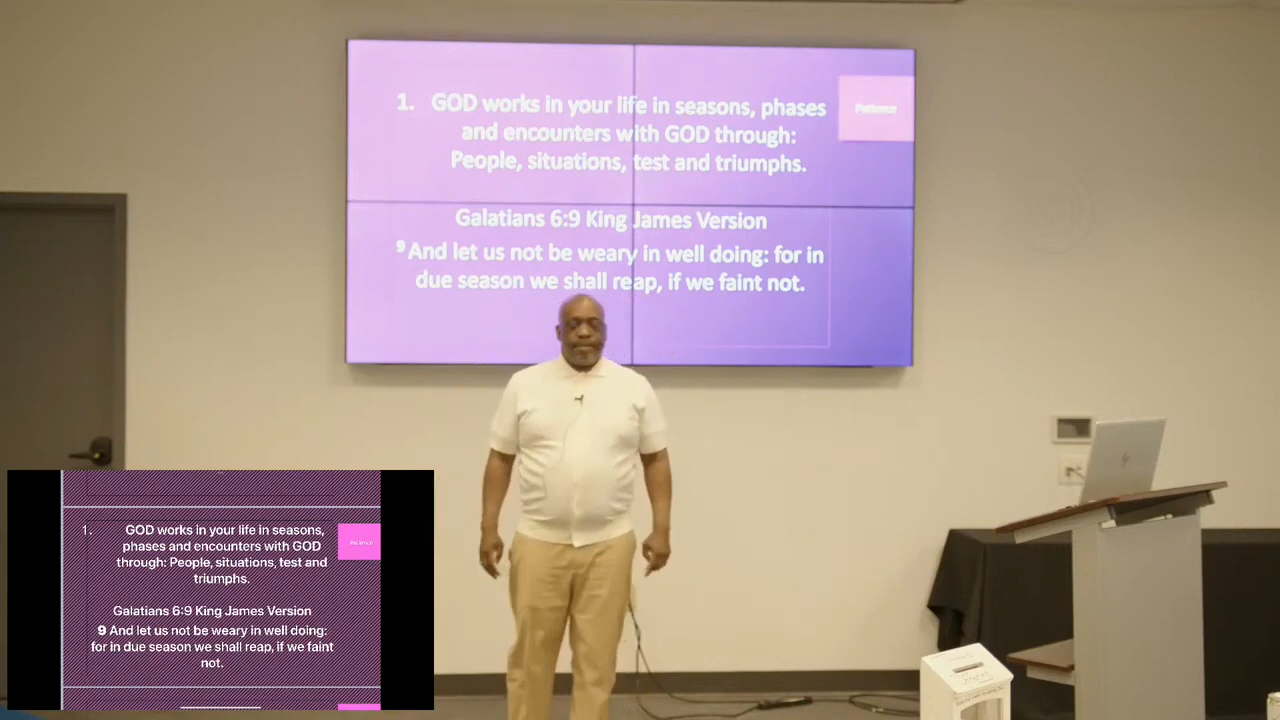 1. GOD works in your life in seasons, phases
and encounters with GOD through:
People, situations, test and triumphs.
Patience
Galatians 6:9 King James Version
9 And let us not be weary in well doing: for in
due season we shall reap, if we faint not.
1. GOD works in your life in seasons,
phases and encounters with GOD
through: People, situations, test and
triumphs.
Patience
Galatians 6:9 King James Version
9 And let us not be weary in well doing:
for in due season we shall reap, if we faint
not.